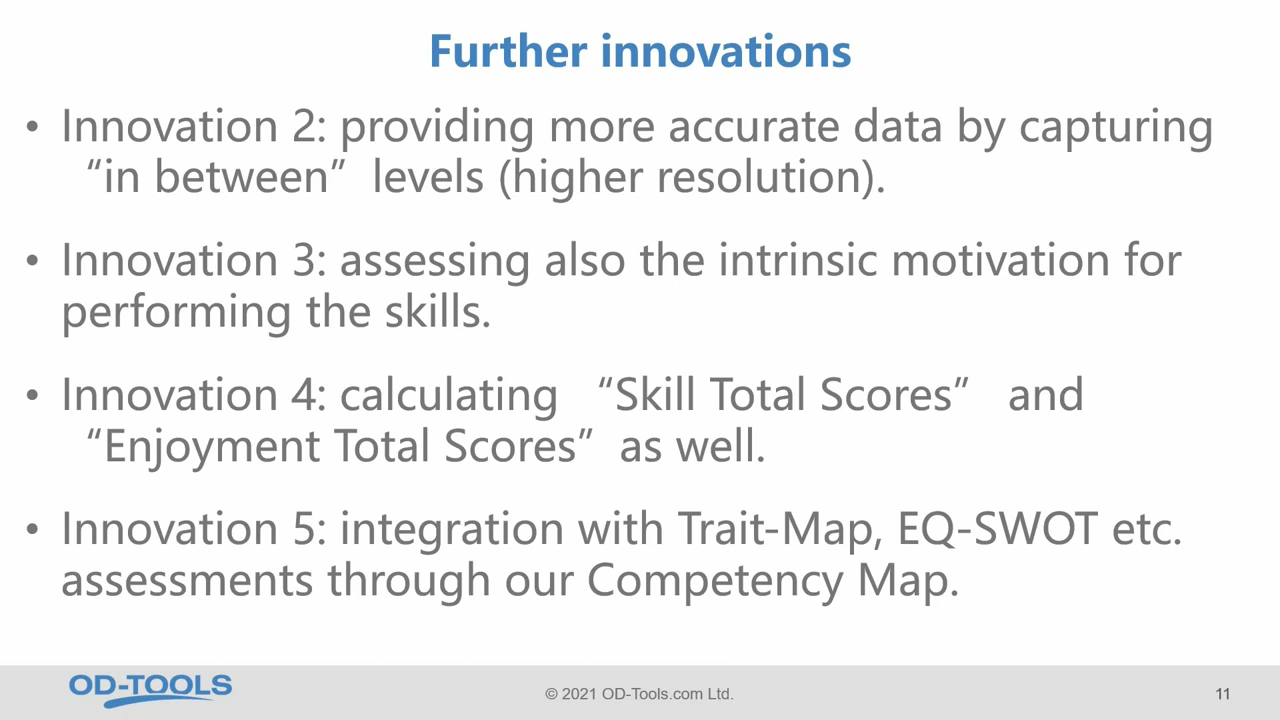 Further innovations
• Innovation 2: providing more accurate data by capturing
“in between” levels (higher resolution).
• Innovation 3: assessing also the intrinsic motivation for
performing the skills.
• Innovation 4: calculating “Skill Total Scores” and
“Enjoyment Total Scores” as well.
• Innovation 5: integration with Trait-Map, EQ-SWOT etc.
assessments through our Competency Map.
OD-TOOLS
© 2021 OD-Tools.com Ltd.
11